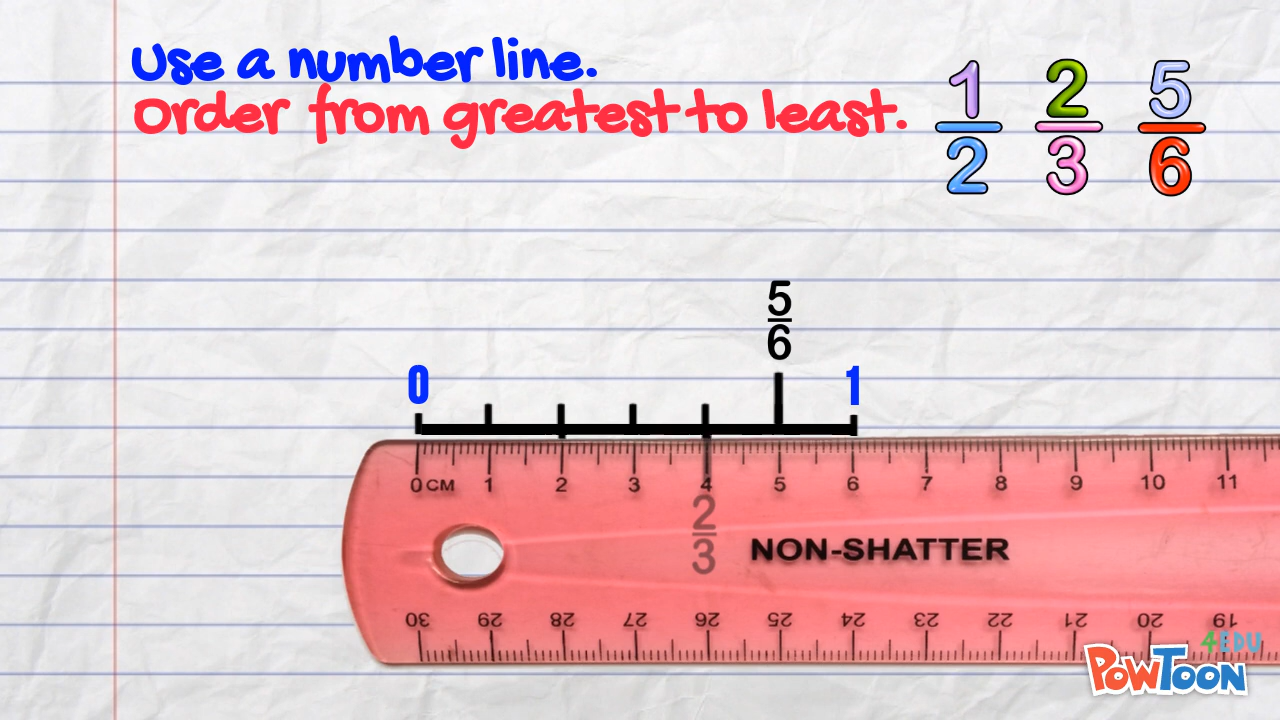 Use a number line.
Order from greatest to least.
1/2 2/3 5/6
5/6
0 1
0 CM 1 2 3 4 5 6 7 8 9 10 11
2/3
NON-SHATTER
30 29 28 27 26 25 24 23 22 21 20 19
4EDU
POWTOON